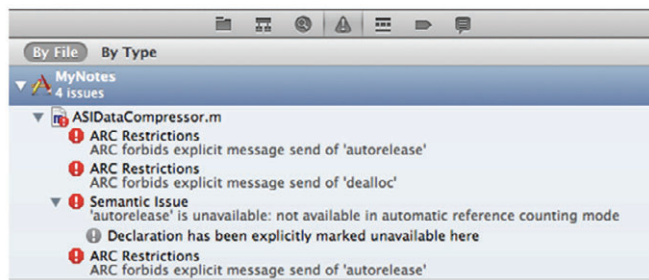 By File By Type
MyNotes
4 issues
ASIDataCompressor.m
ARC Restrictions
ARC forbids explicit message send of 'autorelease'
ARC Restrictions
ARC forbids explicit message send of 'dealloc'
Semantic Issue
'autorelease' is unavailable: not available in automatic reference counting mode
Declaration has been explicitly marked unavailable here
ARC Restrictions
ARC forbids explicit message send of 'autorelease'